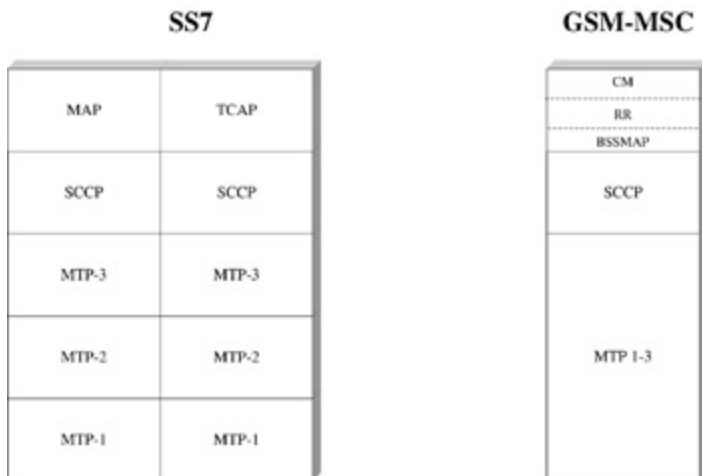 SS7
GSM-MSC
MAP TCAP
SCCP SCCP
MTP-3 MTP-3
MTP-2 MTP-2
MTP-1 MTP-1
CM
RR
BSSMAP
SCCP
MTP 1-3